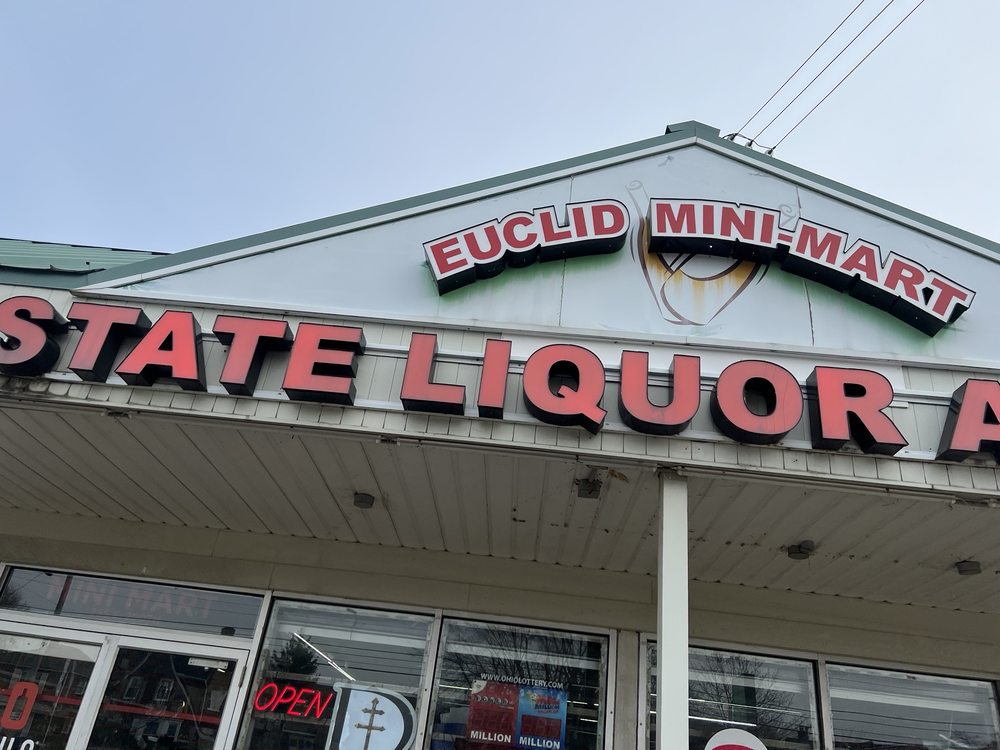 EUCLID MINI-MART
STATE LIQUOR A
MINI MART
OPEN
WWW.OHIOLOTTERY.COM
MILLION
MILLION